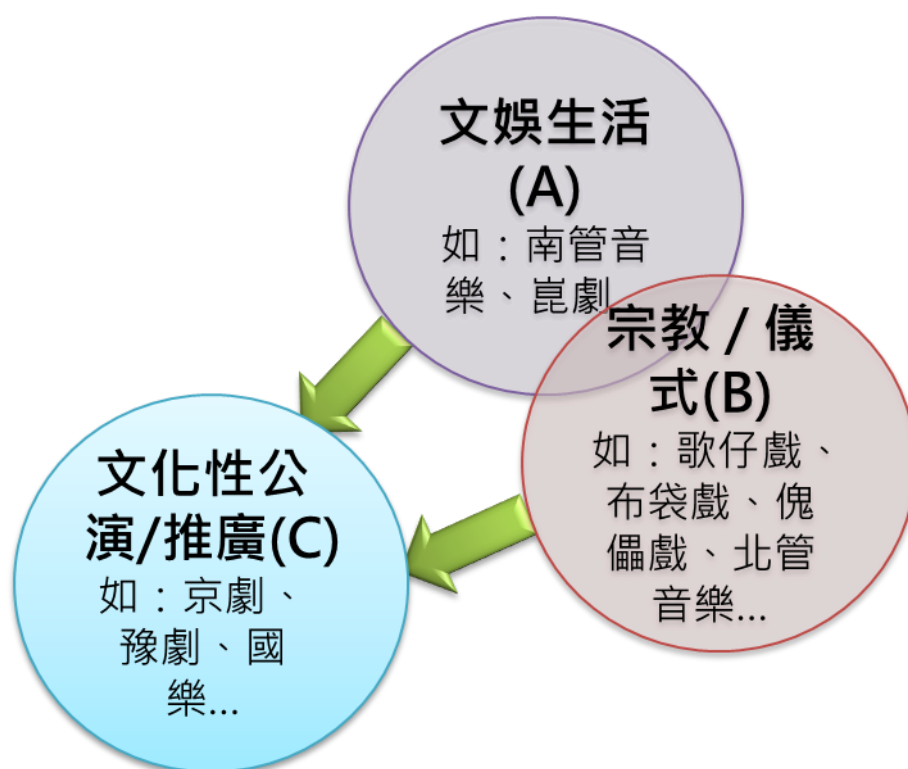 文娛生活
(A)
如：南管音
樂、崑劇
宗教 / 儀
式(B)
如：歌仔戲、
布袋戲、傀
儡戲、北管
音樂...
文化性公
演/推廣(C)
如：京劇、
豫劇、國
樂...